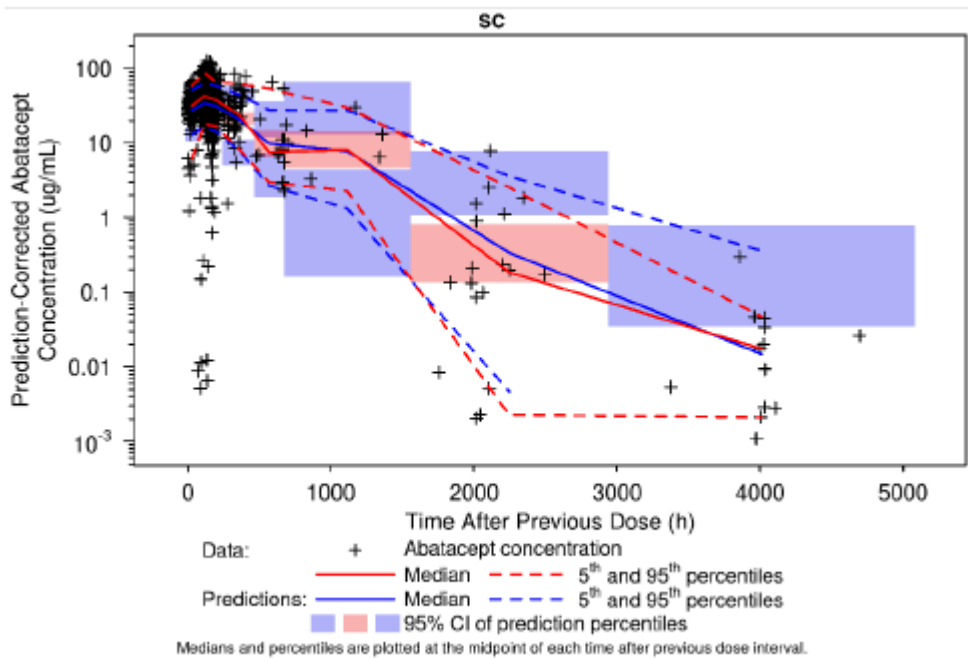 SC
Prediction-Corrected Abatacept
Concentration (ug/mL)
100
10
1
0.1
0.01
10^-3
0 1000 2000 3000 4000 5000
Time After Previous Dose (h)
Data: + Abatacept concentration
Median 5th and 95th percentiles
Predictions: Median 5th and 95th percentiles
95% CI of prediction percentiles
Medians and percentiles are plotted at the midpoint of each time after previous dose interval.